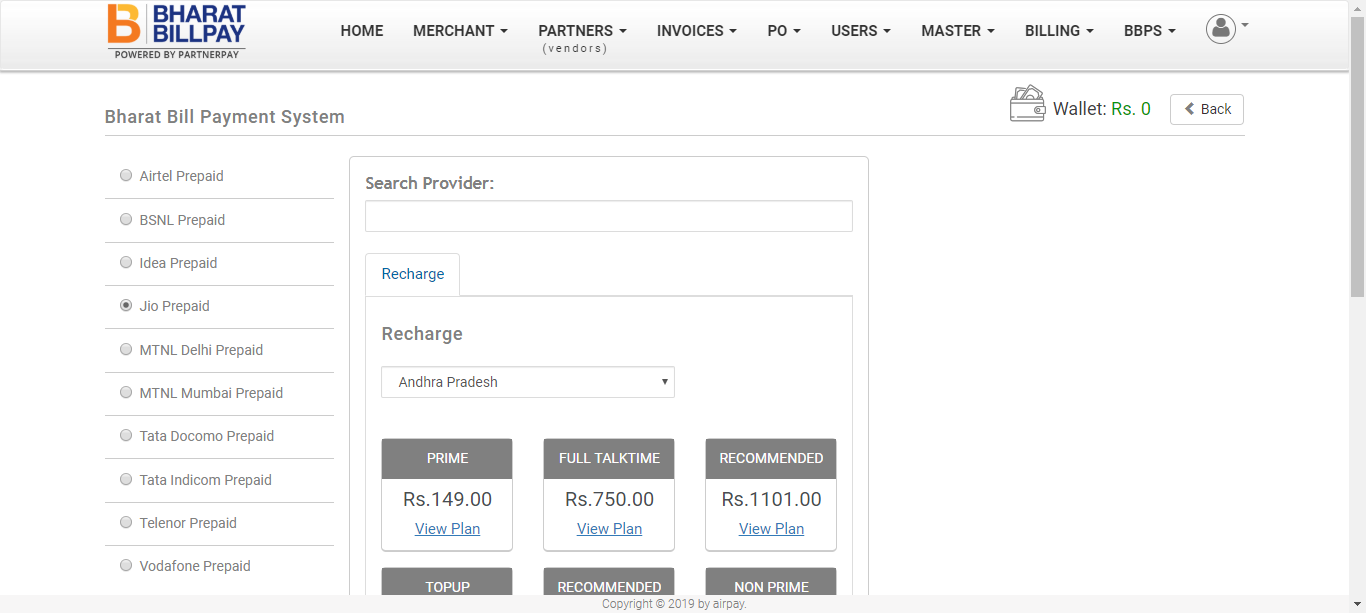 BHARAT
BILLPAY
POWERED BY PARTNERPAY
HOME MERCHANT PARTNERS INVOICES PO USERS MASTER BILLING BBPS
(vendors)
Bharat Bill Payment System
Wallet: Rs. 0
Back
Airtel Prepaid
BSNL Prepaid
Idea Prepaid
Jio Prepaid
MTNL Delhi Prepaid
MTNL Mumbai Prepaid
Tata Docomo Prepaid
Tata Indicom Prepaid
Telenor Prepaid
Vodafone Prepaid
Search Provider:
Recharge
Recharge
Andhra Pradesh
PRIME FULL TALKTIME RECOMMENDED
Rs.149.00 Rs.750.00 Rs.1101.00
View Plan View Plan View Plan
TOPUP RECOMMENDED NON PRIME
Copyright © 2019 by airpay.